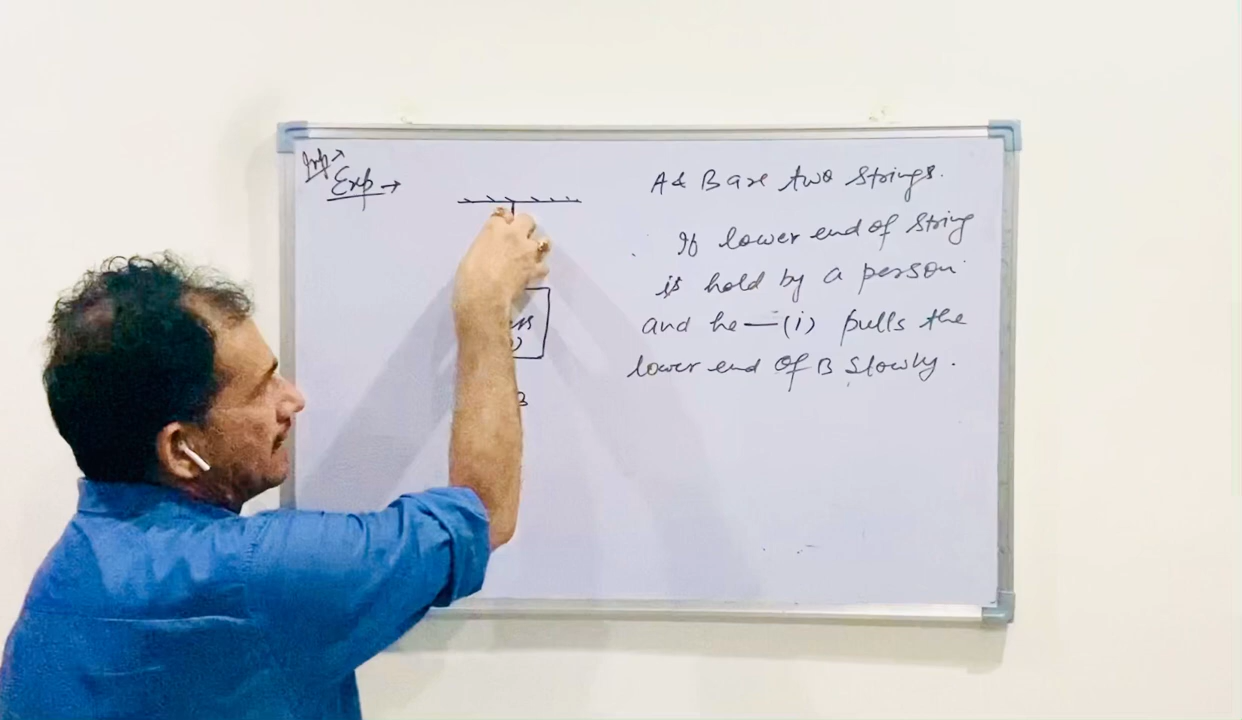 Imp →
Exp →
A & B are two Strings.
If lower end of String
is hold by a person
and he — (i) pulls the
lower end of B slowly.
B